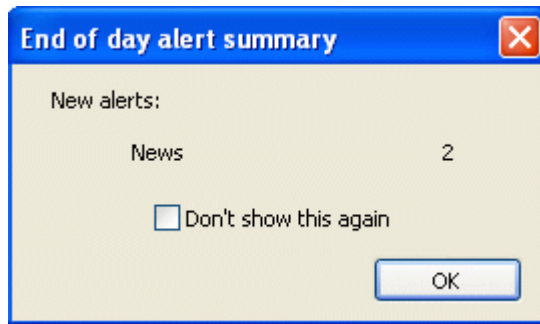 End of day alert summary
New alerts:
News 2
Don't show this again
OK